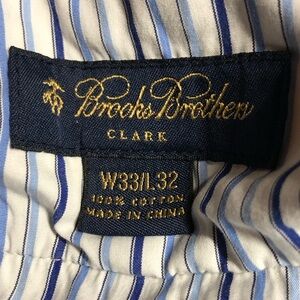 Brooks Brothers
CLARK
W33/L32
100% COTTON
MADE IN CHINA